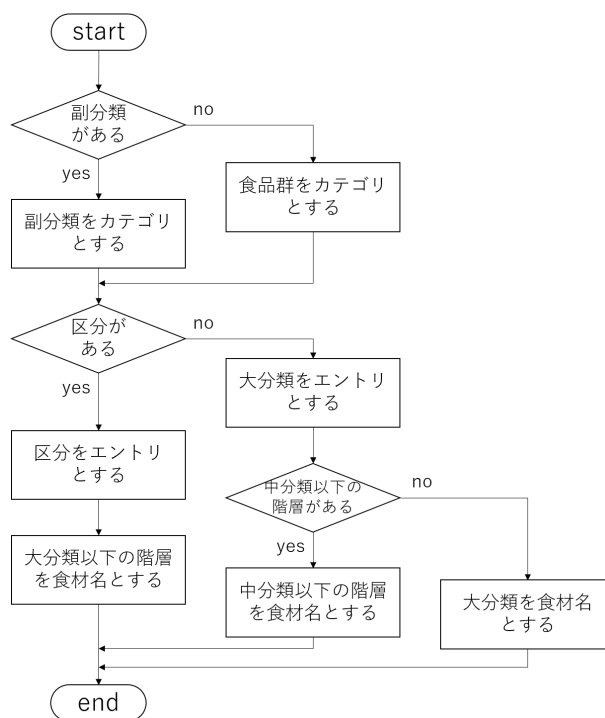 start
副分類
がある
no
yes
食品群をカテゴリ
とする
副分類をカテゴリ
とする
区分が
ある
no
yes
大分類をエントリ
とする
区分をエントリ
とする
中分類以下の
階層がある
no
yes
大分類以下の階層
を食材名とする
中分類以下の階層
を食材名とする
大分類を食材名
とする
end